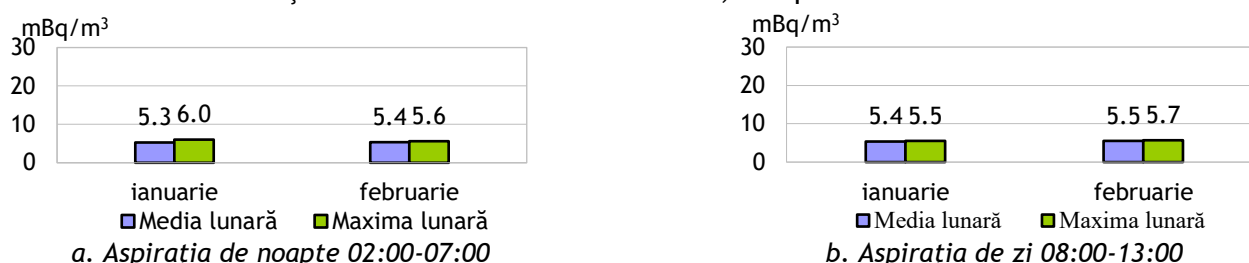 mBq/m³
30
20
10
0
5.3 6.0
5.4 5.6
ianuarie februarie
Media lunară Maxima lunară
a. Aspirația de noapte 02:00-07:00
mBq/m³
30
20
10
0
5.4 5.5
5.5 5.7
ianuarie februarie
Media lunară Maxima lunară
b. Aspirația de zi 08:00-13:00